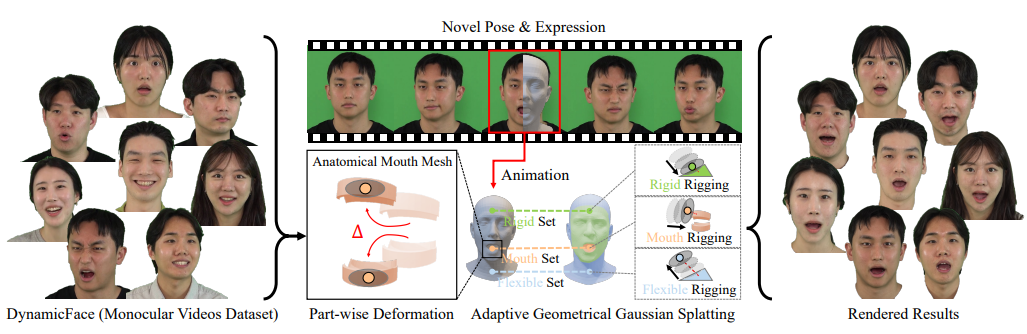 Novel Pose & Expression
Anatomical Mouth Mesh
Δ
Animation
Rigid Set
Mouth Set
Flexible Set
Rigid Rigging
Mouth Rigging
Flexible Rigging
DynamicFace (Monocular Videos Dataset)
Part-wise Deformation
Adaptive Geometrical Gaussian Splatting
Rendered Results